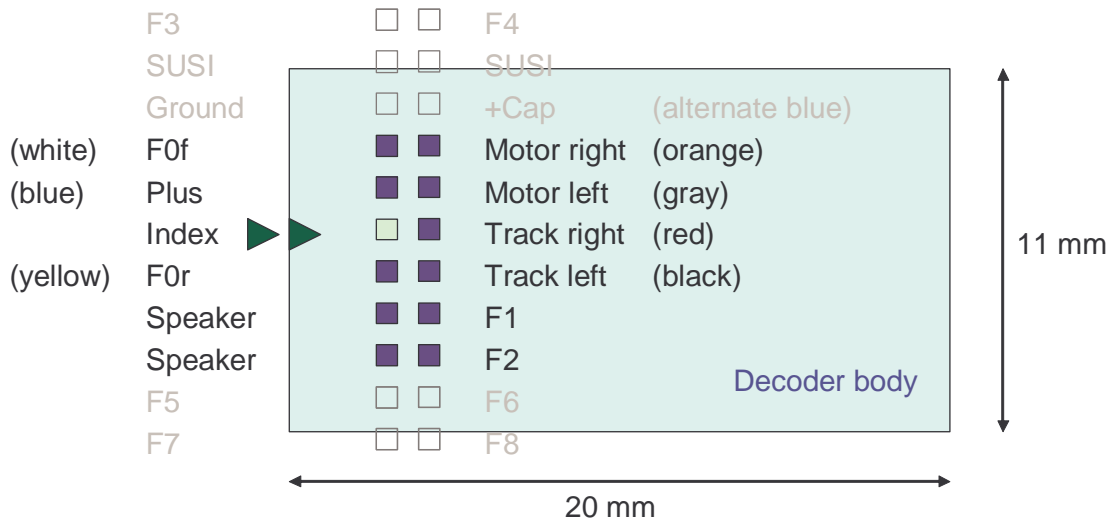 F3 F4
SUSI SUSI
Ground +Cap (alternate blue)
(white) F0f Motor right (orange)
(blue) Plus Motor left (gray)
Index Track right (red)
11 mm
(yellow) F0r Track left (black)
Speaker F1
Speaker F2
Decoder body
F5 F6
F7 F8
20 mm